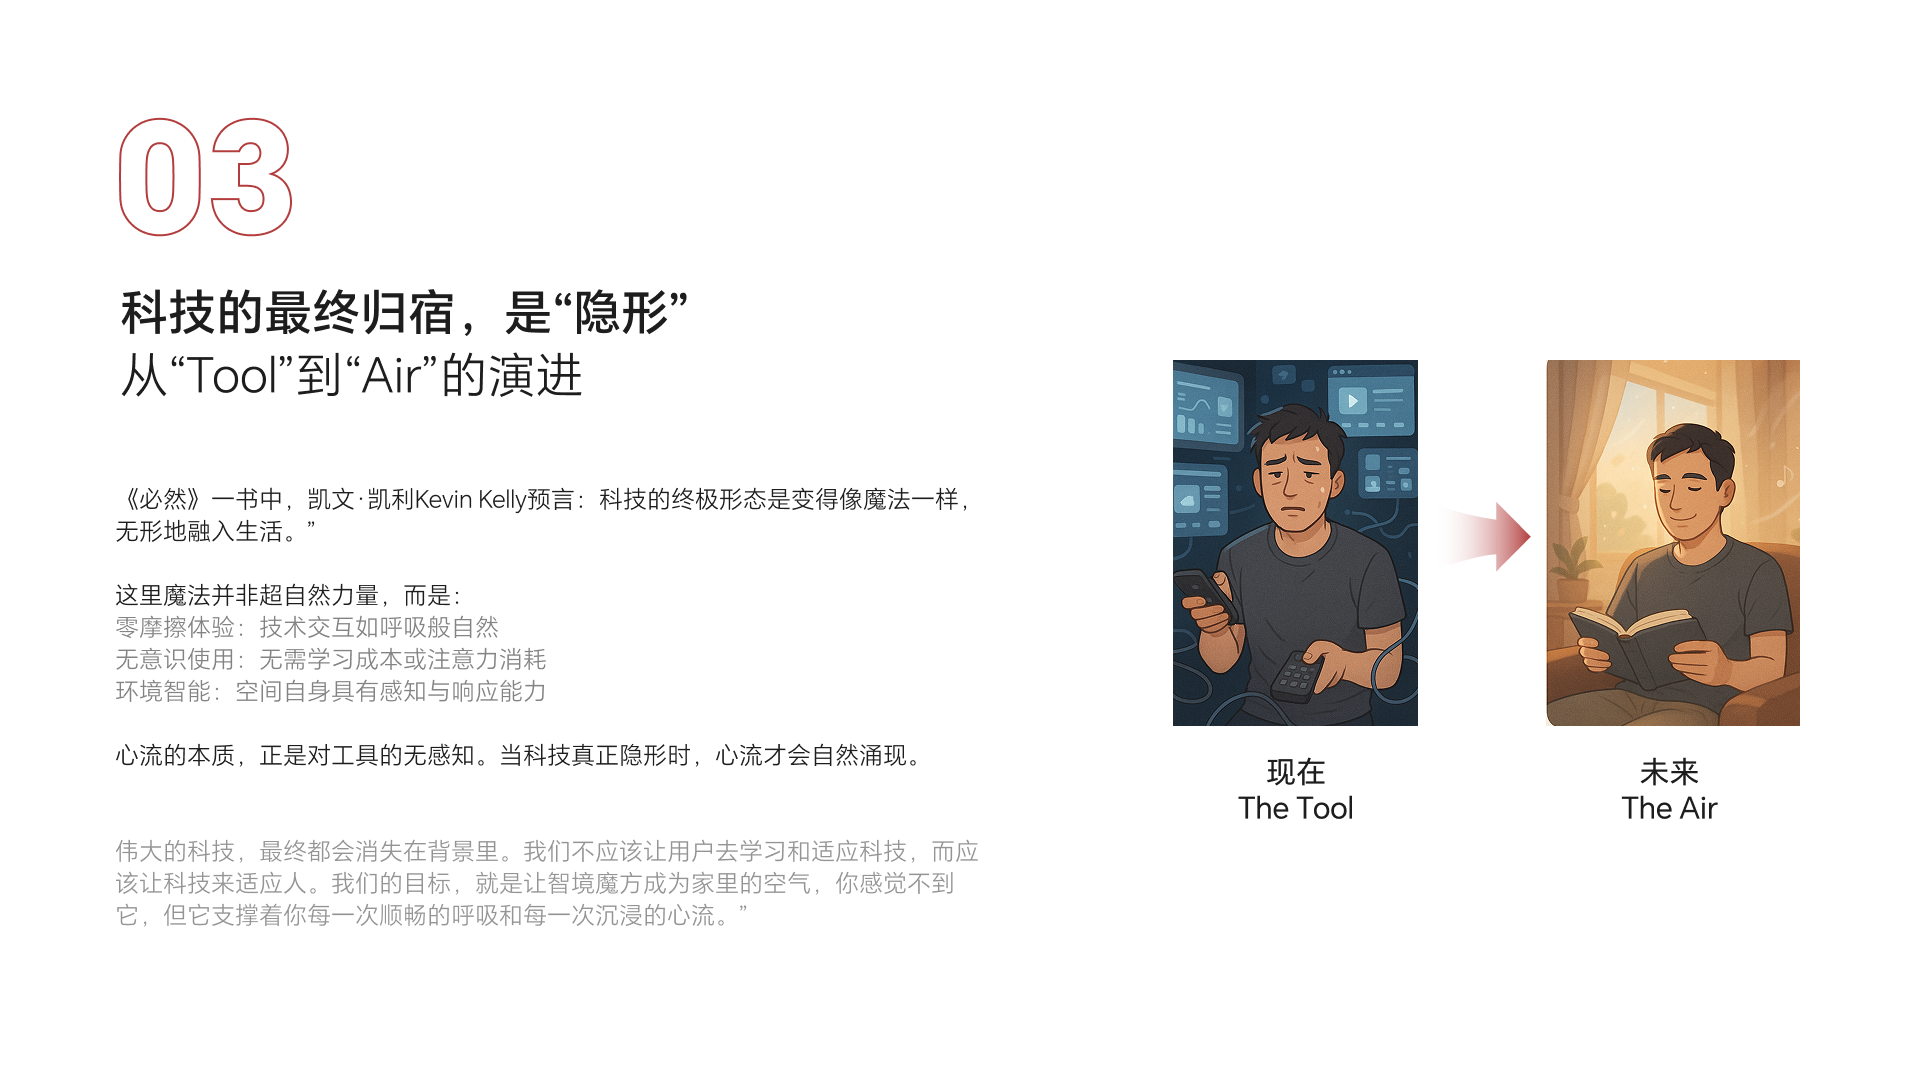 03
科技的最终归宿，是“隐形”
从“Tool”到“Air”的演进
《必然》一书中，凯文·凯利Kevin Kelly预言：科技的终极形态是变得像魔法一样，
无形地融入生活。”
这里魔法并非超自然力量，而是：
零摩擦体验：技术交互如呼吸般自然
无意识使用：无需学习成本或注意力消耗
环境智能：空间自身具有感知与响应能力
心流的本质，正是对工具的无感知。当科技真正隐形时，心流才会自然涌现。
伟大的科技，最终都会消失在背景里。我们不应该让用户去学习和适应科技，而应
该让科技来适应人。我们的目标，就是让智境魔方成为家里的空气，你感觉不到
它，但它支撑着你每一次顺畅的呼吸和每一次沉浸的心流。”
现在
The Tool
未来
The Air